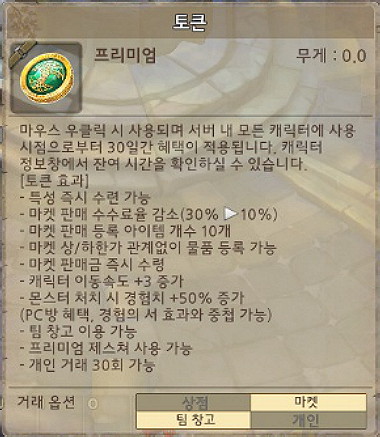 토큰
프리미엄 무게 : 0.0
마우스 우클릭 시 사용되며 서버 내 모든 캐릭터에 사용
시점으로부터 30일간 혜택이 적용됩니다. 캐릭터
정보창에서 잔여 시간을 확인하실 수 있습니다.
[토큰 효과]
- 특성 즉시 수련 가능
- 마켓 판매 수수료율 감소(30% ▶10%)
- 마켓 판매 등록 아이템 개수 10개
- 마켓 상/하한가 관계없이 물품 등록 가능
- 마켓 판매금 즉시 수령
- 캐릭터 이동속도 +3 증가
- 몬스터 처치 시 경험치 +50% 증가
(PC방 혜택, 경험의 서 효과와 중첩 가능)
- 팀 창고 이용 가능
- 프리미엄 제스쳐 사용 가능
- 개인 거래 30회 가능
거래 옵션 0 상점 마켓
팀 창고 개인